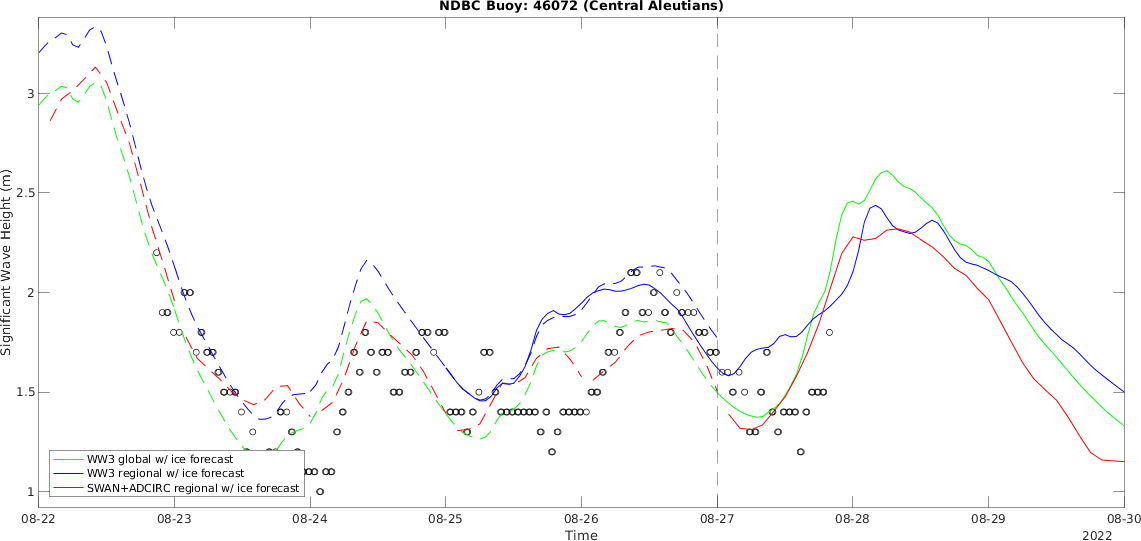 NDBC Buoy: 46072 (Central Aleutians)
Significant Wave Height (m)
3
2.5
2
1.5
1
WW3 global w/ ice forecast
WW3 regional w/ ice forecast
SWAN+ADCIRC regional w/ ice forecast
08-22 08-23 08-24 08-25 08-26 08-27 08-28 08-29 08-30
Time
2022